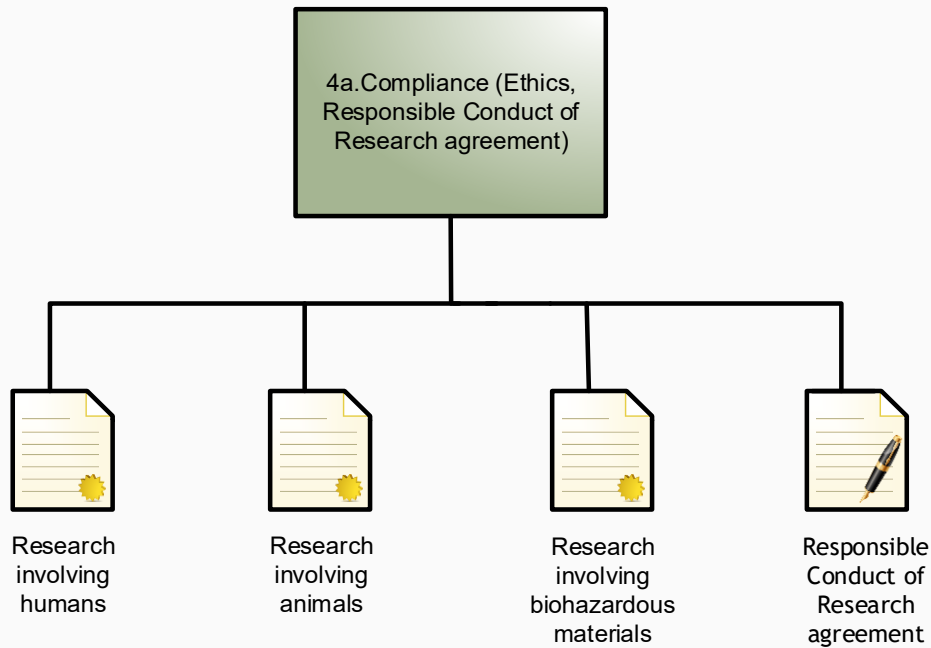 4a.Compliance (Ethics,
Responsible Conduct of
Research agreement)
Research
involving
humans
Research
involving
animals
Research
involving
biohazardous
materials
Responsible
Conduct of
Research
agreement